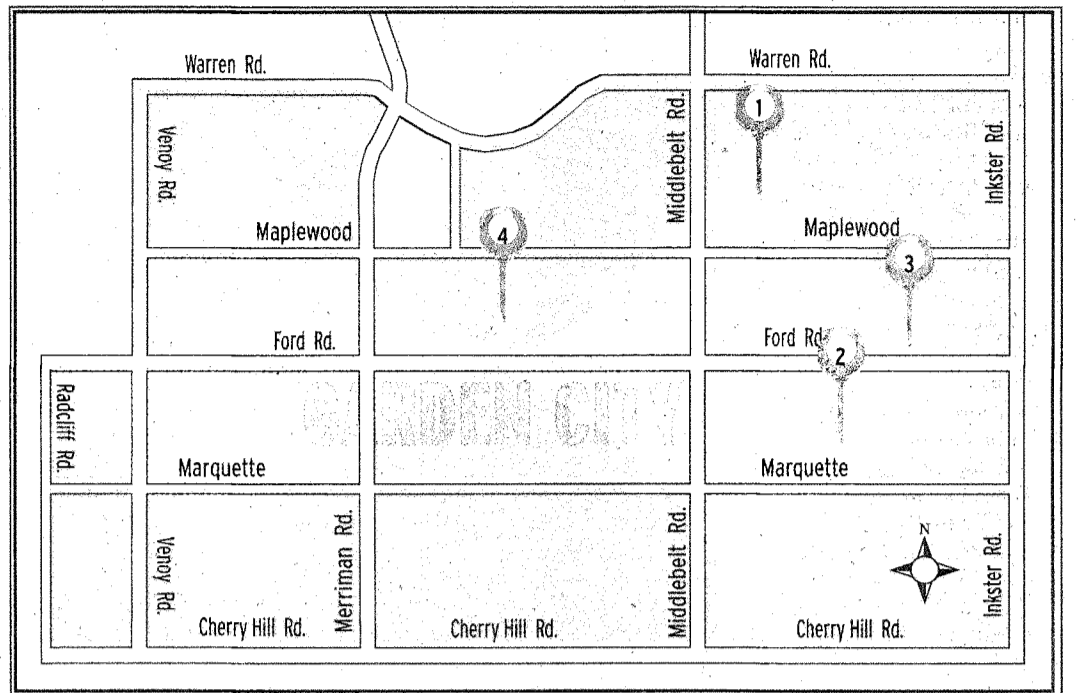 Warren Rd.
Warren Rd.
1
Venoy Rd.
Middlebelt Rd.
Inkster Rd.
Maplewood
4
Maplewood
3
Ford Rd.
Ford Rd.
2
Radcliff Rd.
GARDEN CITY
Marquette
Marquette
Venoy Rd.
Merriman Rd.
Middlebelt Rd.
N
Inkster Rd.
Cherry Hill Rd.
Cherry Hill Rd.
Cherry Hill Rd.